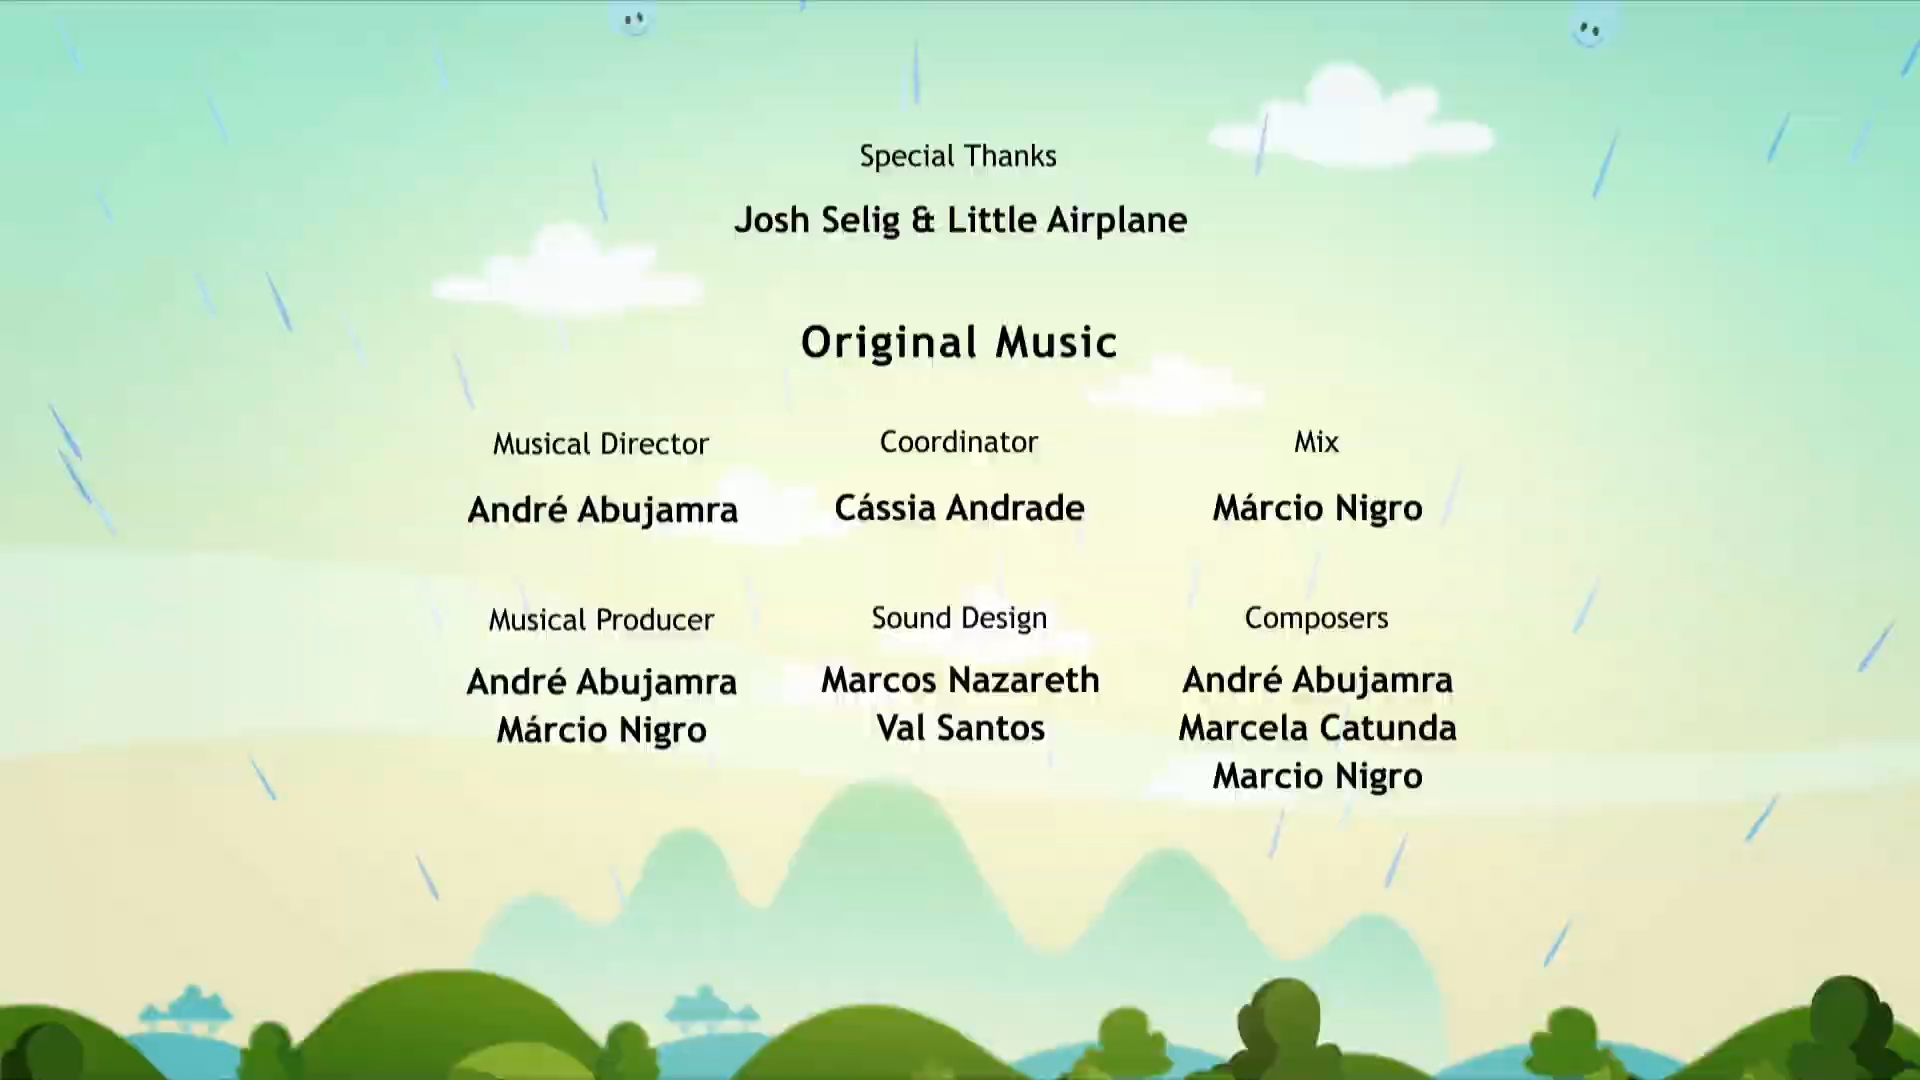 Special Thanks
Josh Selig & Little Airplane
Original Music
Musical Director
André Abujamra
Coordinator
Cássia Andrade
Mix
Márcio Nigro
Musical Producer
André Abujamra
Márcio Nigro
Sound Design
Marcos Nazareth
Val Santos
Composers
André Abujamra
Marcela Catunda
Marcio Nigro